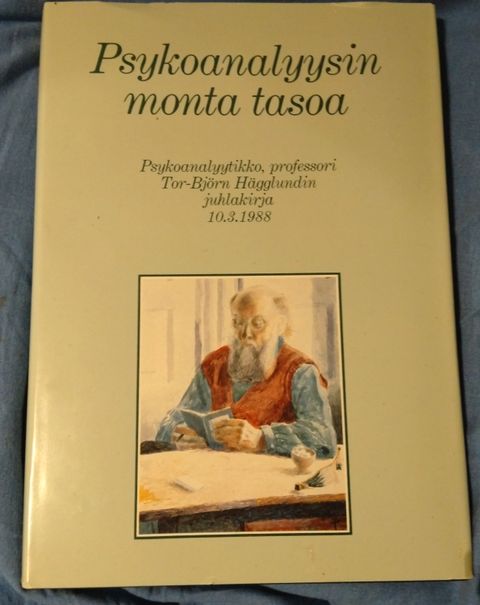 Psykoanalyysin
monta tasoa
Psykoanalyytikko, professori
Tor-Björn Hägglundin
juhlakirja
10.3.1988